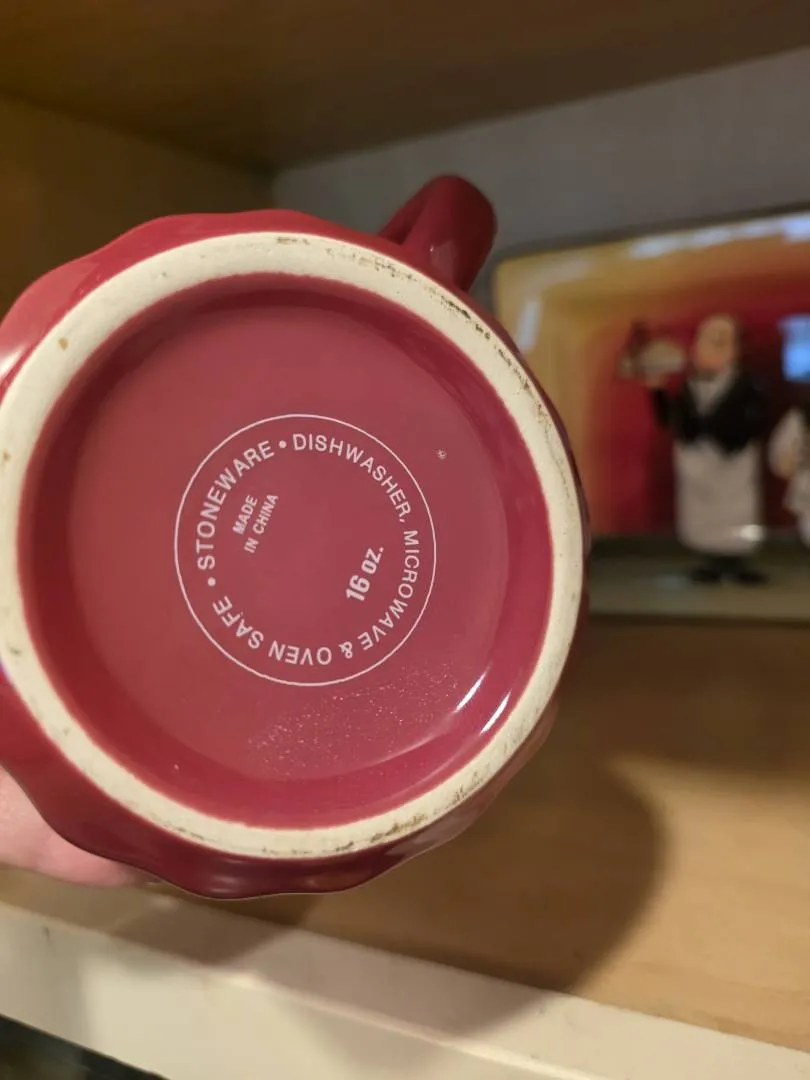 • STONEWARE • DISHWASHER, MICROWAVE & OVEN SAFE
MADE
IN CHINA
16 oz.